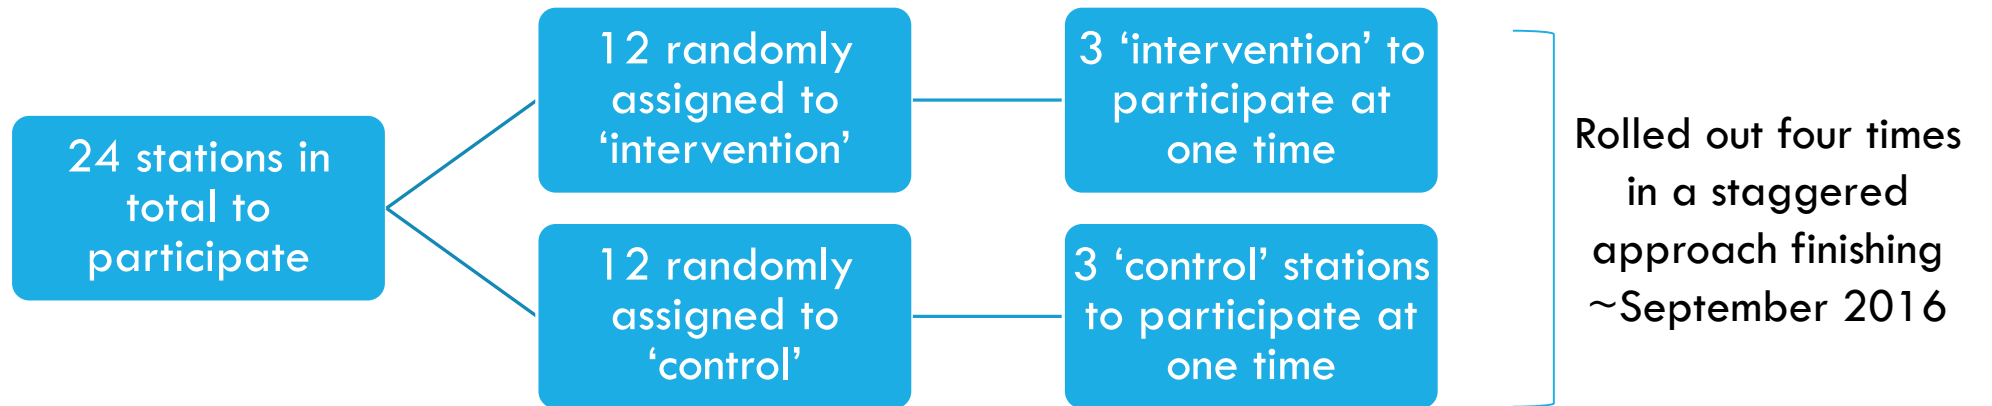 24 stations in
total to
participate
12 randomly
assigned to
‘intervention’
3 ‘intervention’ to
participate at
one time
12 randomly
assigned to
‘control’
3 ‘control’ stations
to participate at
one time
Rolled out four times
in a staggered
approach finishing
~September 2016